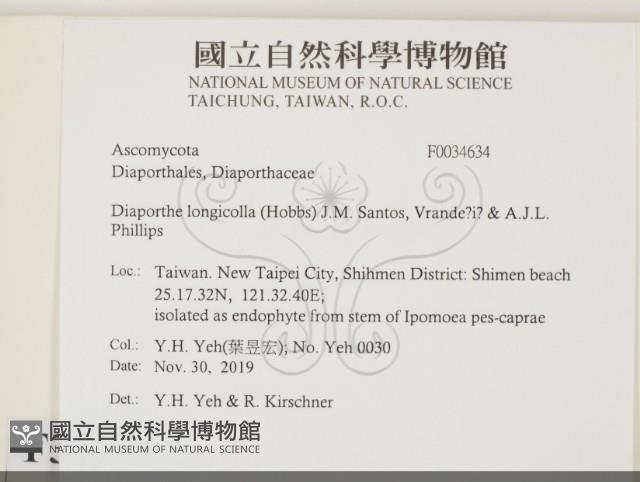 國立自然科學博物館
NATIONAL MUSEUM OF NATURAL SCIENCE
TAICHUNG, TAIWAN, R.O.C.
Ascomycota F0034634
Diaporthales, Diaporthaceae
Diaporthe longicolla (Hobbs) J.M. Santos, Vrande?i? & A.J.L.
Phillips
Loc.: Taiwan. New Taipei City, Shihmen District: Shimen beach
25.17.32N, 121.32.40E;
isolated as endophyte from stem of Ipomoea pes-caprae
Col.: Y.H. Yeh(葉昱宏); No. Yeh 0030
Date: Nov. 30, 2019
Det.: Y.H. Yeh & R. Kirschner
國立自然科學博物館
NATIONAL MUSEUM OF NATURAL SCIENCE